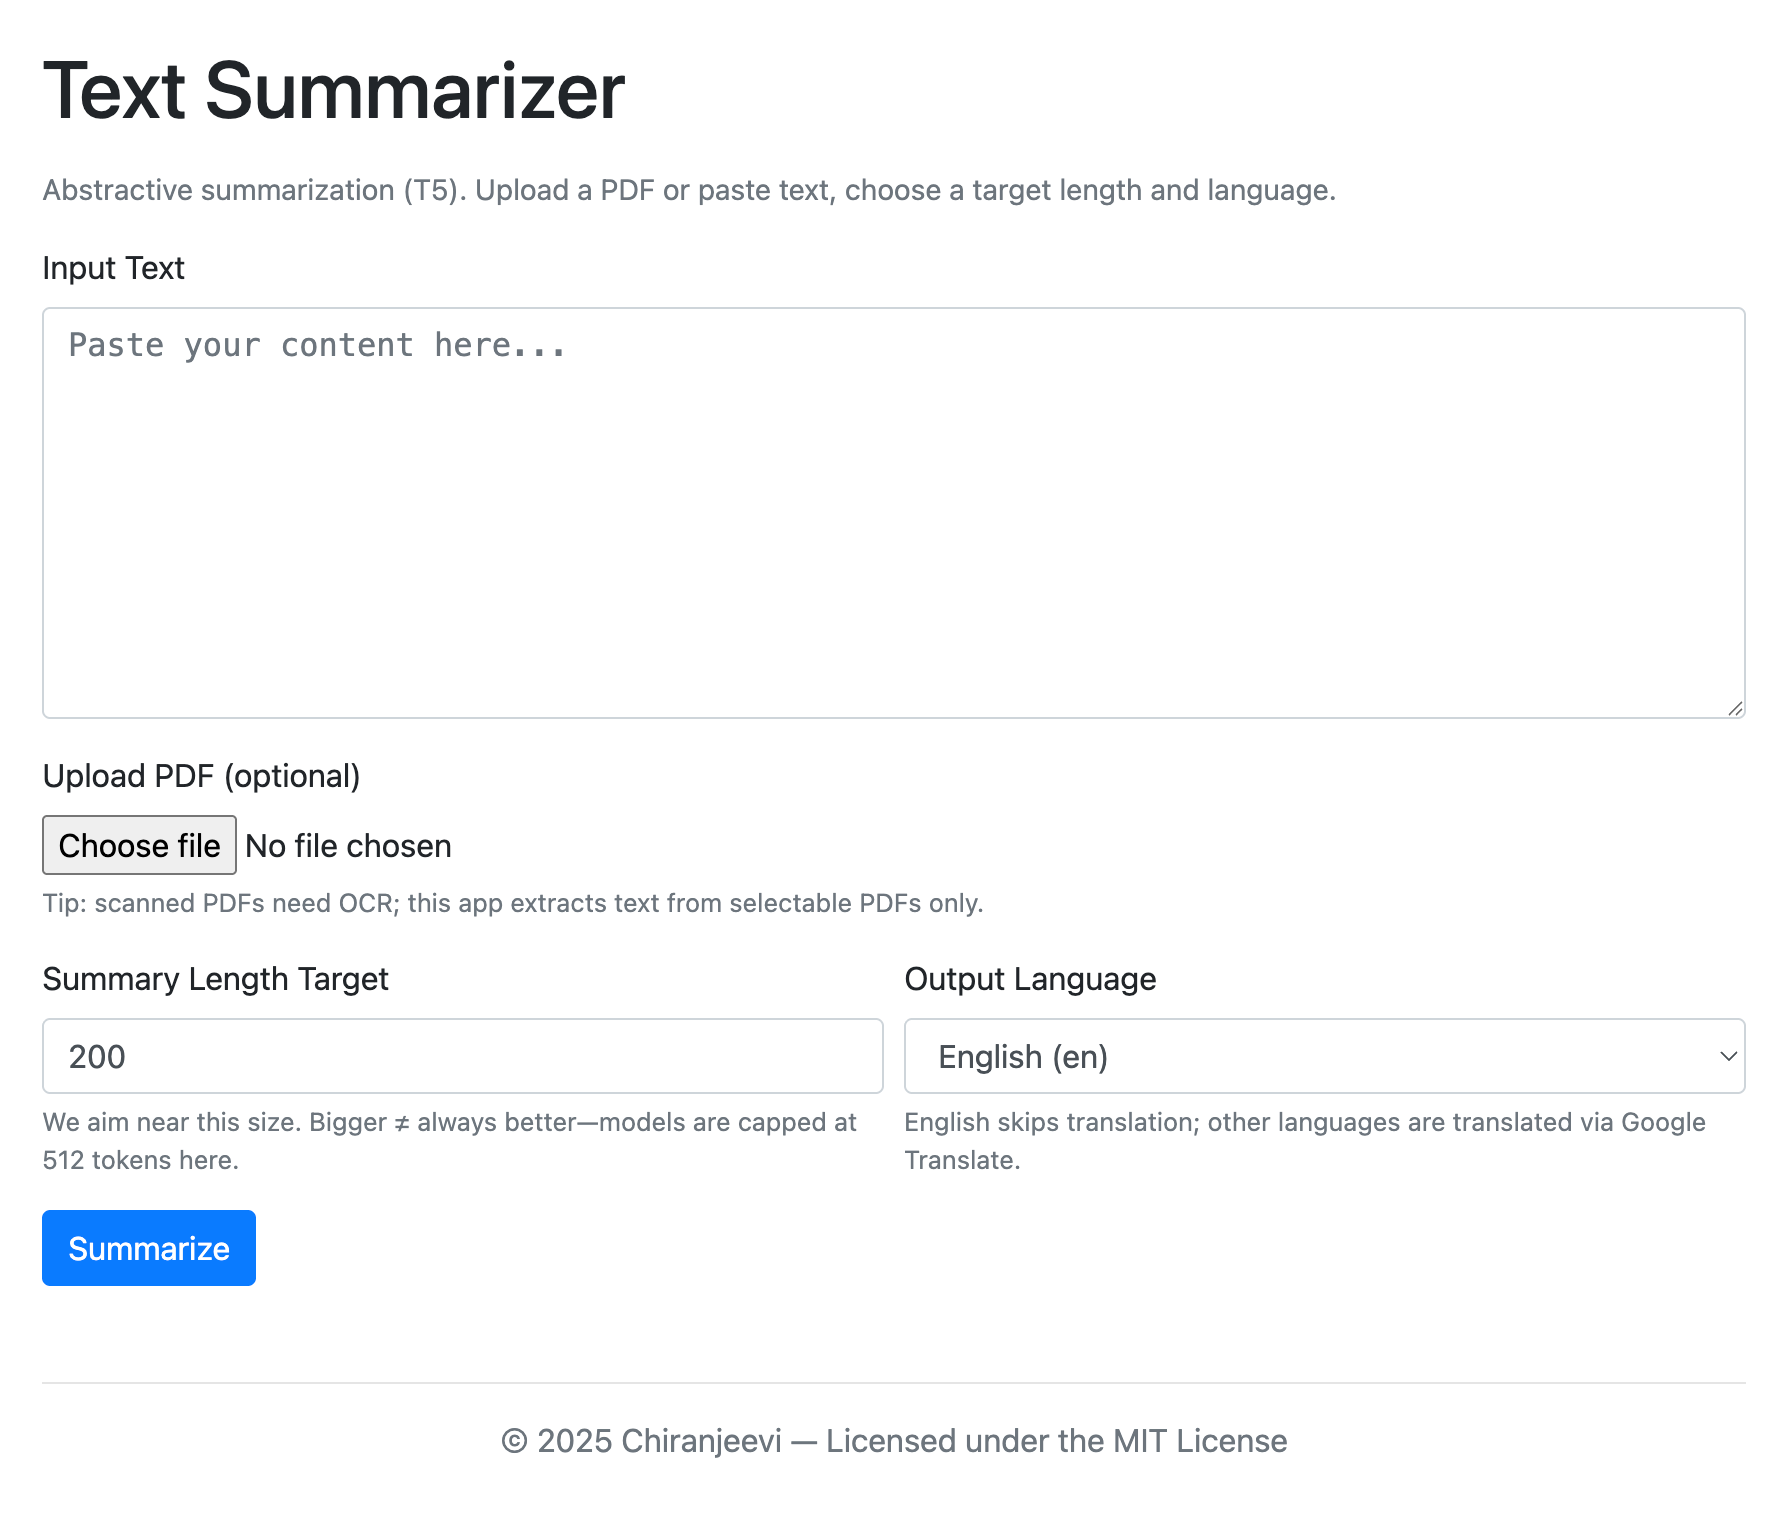 Text Summarizer
Abstractive summarization (T5). Upload a PDF or paste text, choose a target length and language.
Input Text
Paste your content here...
Upload PDF (optional)
Choose file No file chosen
Tip: scanned PDFs need OCR; this app extracts text from selectable PDFs only.
Summary Length Target
200
We aim near this size. Bigger ≠ always better—models are capped at
512 tokens here.
Output Language
English (en)
English skips translation; other languages are translated via Google
Translate.
Summarize
© 2025 Chiranjeevi — Licensed under the MIT License